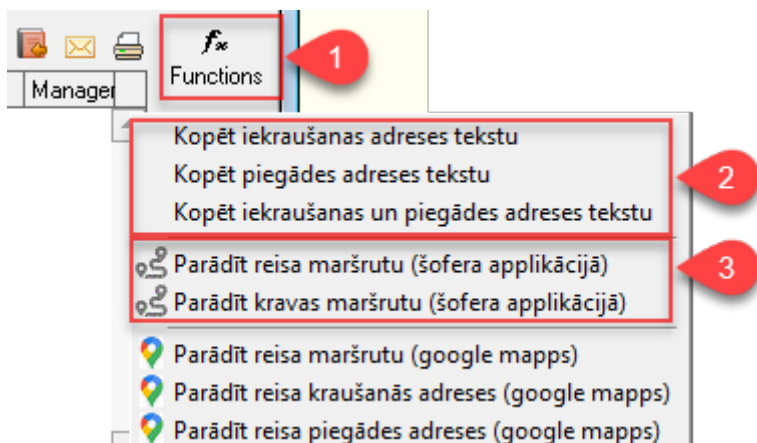 fx
Functions
1
Manager
Kopēt iekraušanas adreses tekstu
Kopēt piegādes adreses tekstu
2
Kopēt iekraušanas un piegādes adreses tekstu
Parādīt reisa maršrutu (šofera applikācijā)
3
Parādīt kravas maršrutu (šofera applikācijā)
Parādīt reisa maršrutu (google mapps)
Parādīt reisa kraušanās adreses (google mapps)
Parādīt reisa piegādes adreses (google mapps)